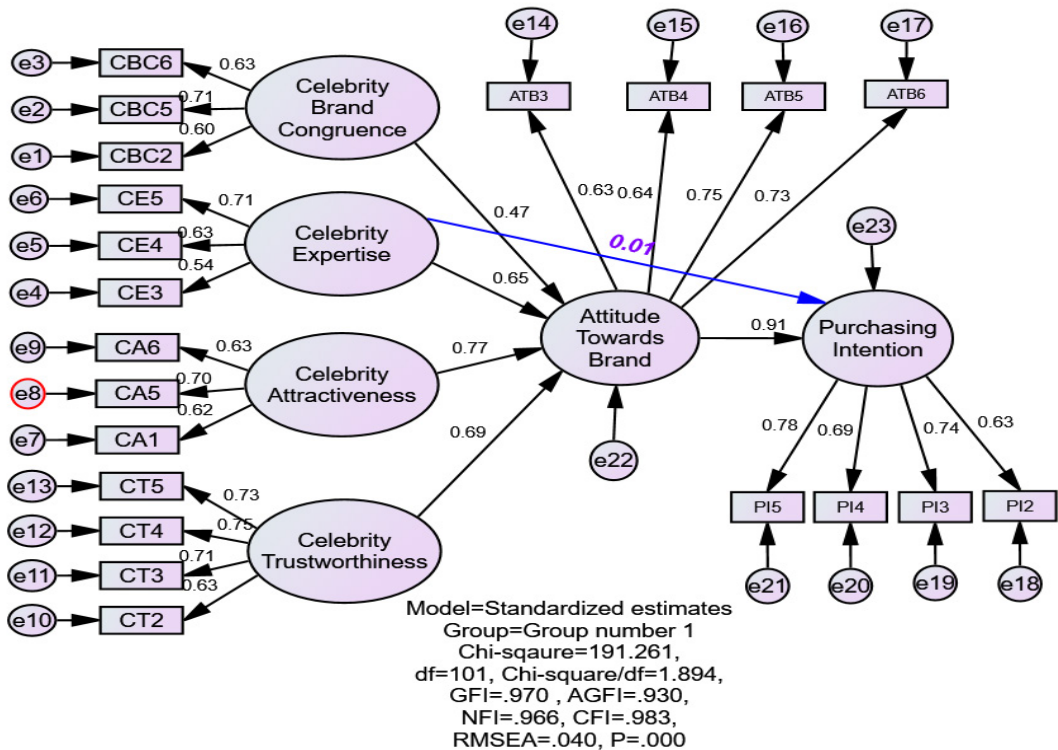 e3
CBC6
0.63
e2
CBC5
0.71
e1
CBC2
0.60
Celebrity
Brand
Congruence
e6
CE5
0.71
e5
CE4
0.63
e4
CE3
0.54
Celebrity
Expertise
e9
CA6
0.63
e8
CA5
0.70
e7
CA1
0.62
Celebrity
Attractiveness
e13
CT5
0.73
e12
CT4
0.75
e11
CT3
0.71
e10
CT2
0.63
Celebrity
Trustworthiness
0.47
0.65
0.77
0.69
0.01
e14
e15
e16
e17
ATB3
ATB4
ATB5
ATB6
0.63
0.64
0.75
0.73
Attitude
Towards
Brand
e22
0.91
e23
Purchasing
Intention
0.78
0.69
0.74
0.63
PI5
PI4
PI3
PI2
e21
e20
e19
e18
Model=Standardized estimates
Group=Group number 1
Chi-sqaure=191.261,
df=101, Chi-square/df=1.894,
GFI=.970 , AGFI=.930,
NFI=.966, CFI=.983,
RMSEA=.040, P=.000